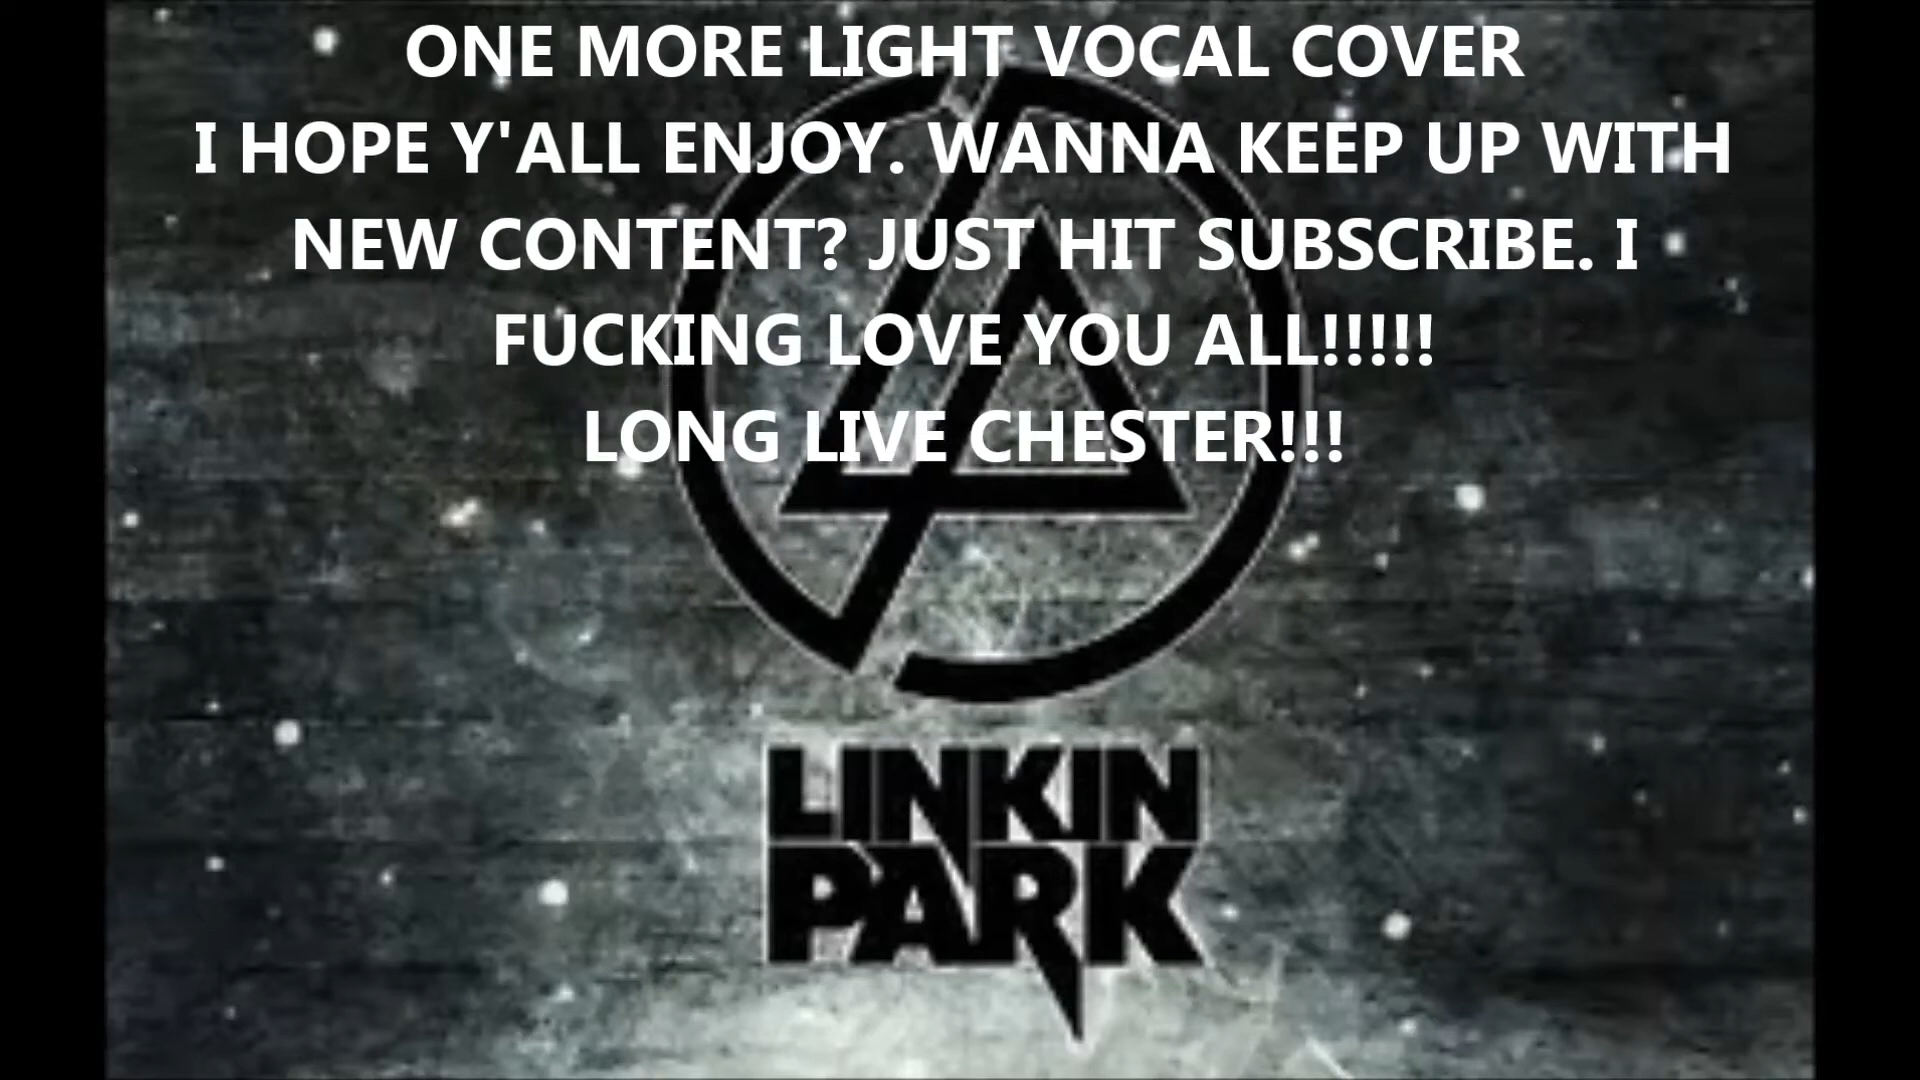 ONE MORE LIGHT VOCAL COVER
I HOPE Y'ALL ENJOY. WANNA KEEP UP WITH
NEW CONTENT? JUST HIT SUBSCRIBE. I
FUCKING LOVE YOU ALL!!!!!
LONG LIVE CHESTER!!!
LINKIN
PARK